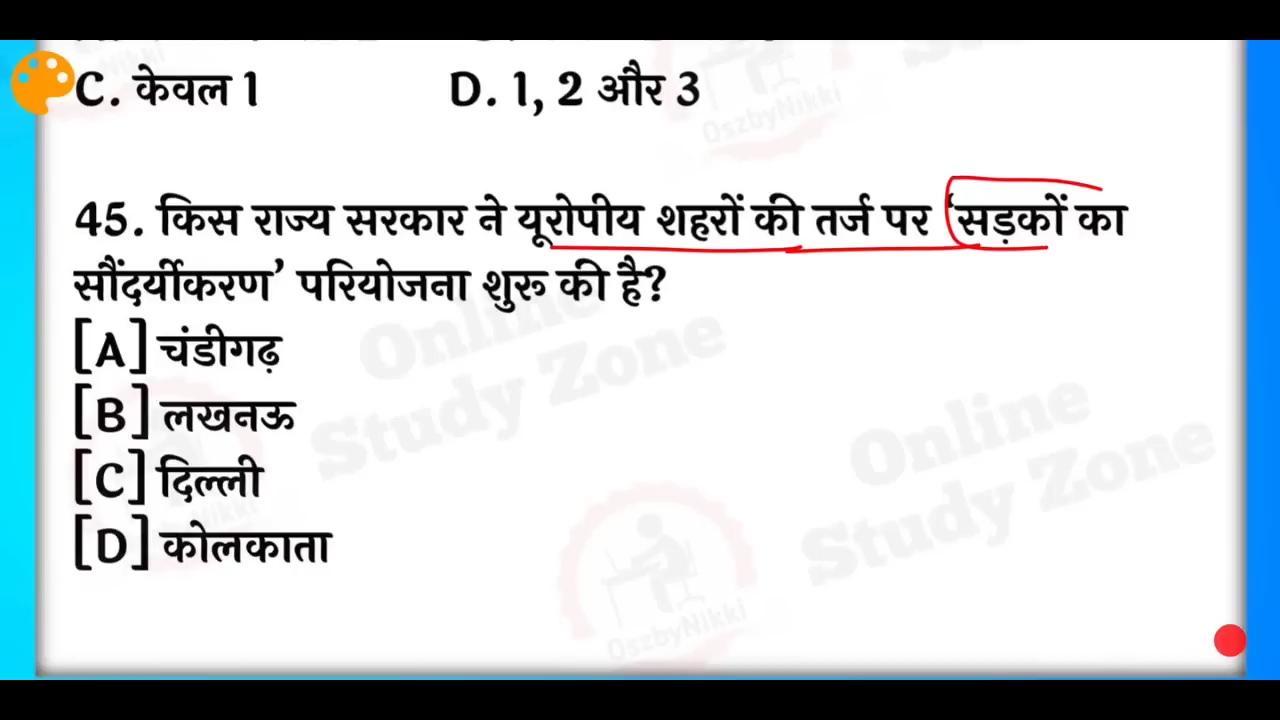 C. केवल 1 D. 1, 2 और 3
45. किस राज्य सरकार ने यूरोपीय शहरों की तर्ज पर ‘सड़कों का
सौंदर्यीकरण’ परियोजना शुरू की है?
[A] चंडीगढ़
[B] लखनऊ
[C] दिल्ली
[D] कोलकाता
Online
Study Zone
Online
Study Zone
OszbyNikki
OszbyNikki